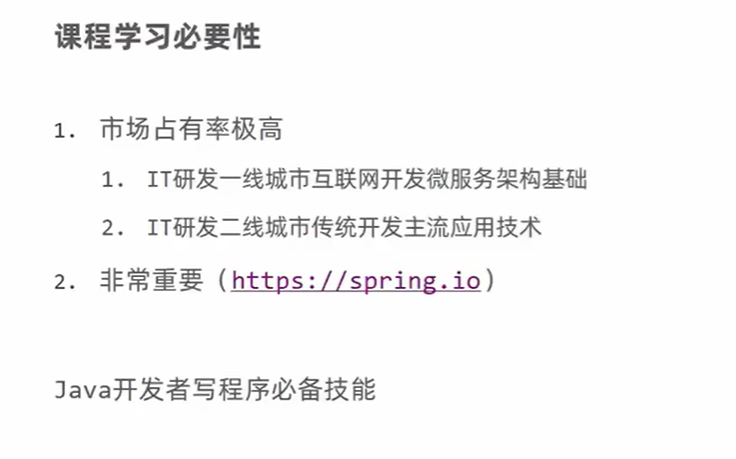 课程学习必要性
1. 市场占有率极高
1. IT研发一线城市互联网开发微服务架构基础
2. IT研发二线城市传统开发主流应用技术
2. 非常重要（https://spring.io）
Java开发者写程序必备技能